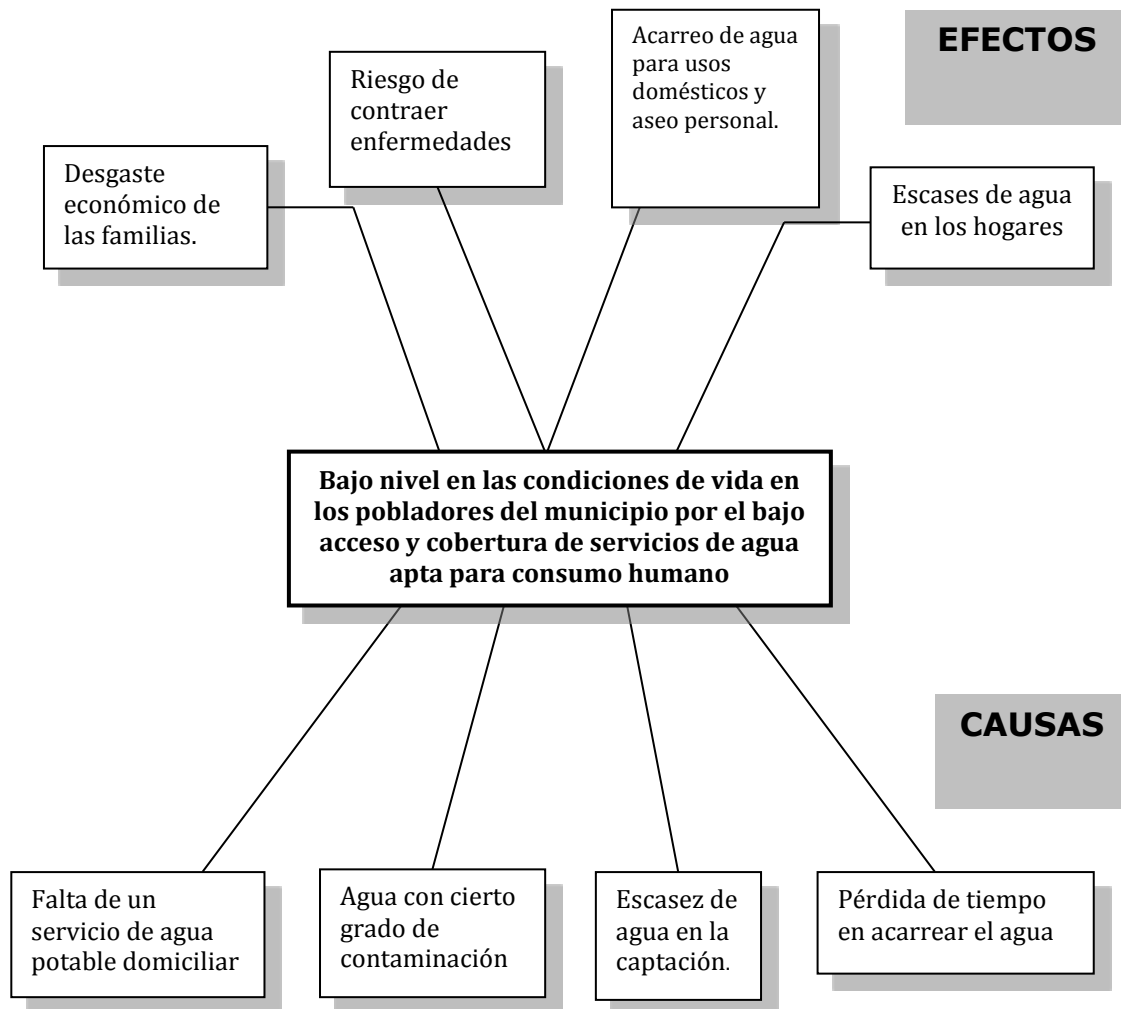 EFECTOS
Acarreo de agua
para usos
domésticos y
aseo personal.
Riesgo de
contraer
enfermedades
Desgaste
económico de
las familias.
Escases de agua
en los hogares
Bajo nivel en las condiciones de vida en
los pobladores del municipio por el bajo
acceso y cobertura de servicios de agua
apta para consumo humano
CAUSAS
Falta de un
servicio de agua
potable domiciliar
Agua con cierto
grado de
contaminación
Escasez de
agua en la
captación.
Pérdida de tiempo
en acarrear el agua